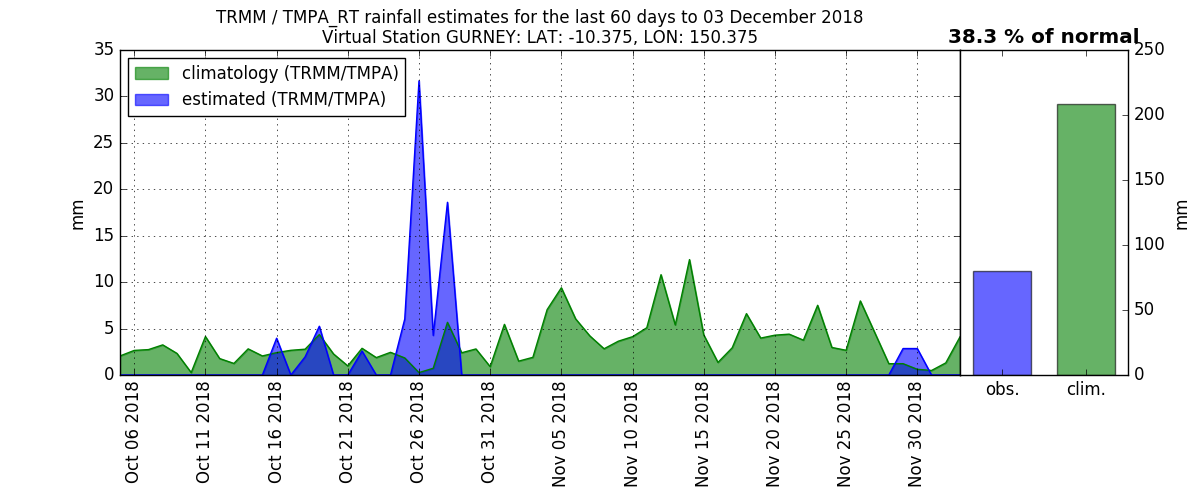 TRMM / TMPA_RT rainfall estimates for the last 60 days to 03 December 2018
Virtual Station GURNEY: LAT: -10.375, LON: 150.375
38.3 % of normal
climatology (TRMM/TMPA)
estimated (TRMM/TMPA)
mm
35
30
25
20
15
10
5
0
Oct 06 2018
Oct 11 2018
Oct 16 2018
Oct 21 2018
Oct 26 2018
Oct 31 2018
Nov 05 2018
Nov 10 2018
Nov 15 2018
Nov 20 2018
Nov 25 2018
Nov 30 2018
250
200
150
100
50
0
mm
obs.
clim.